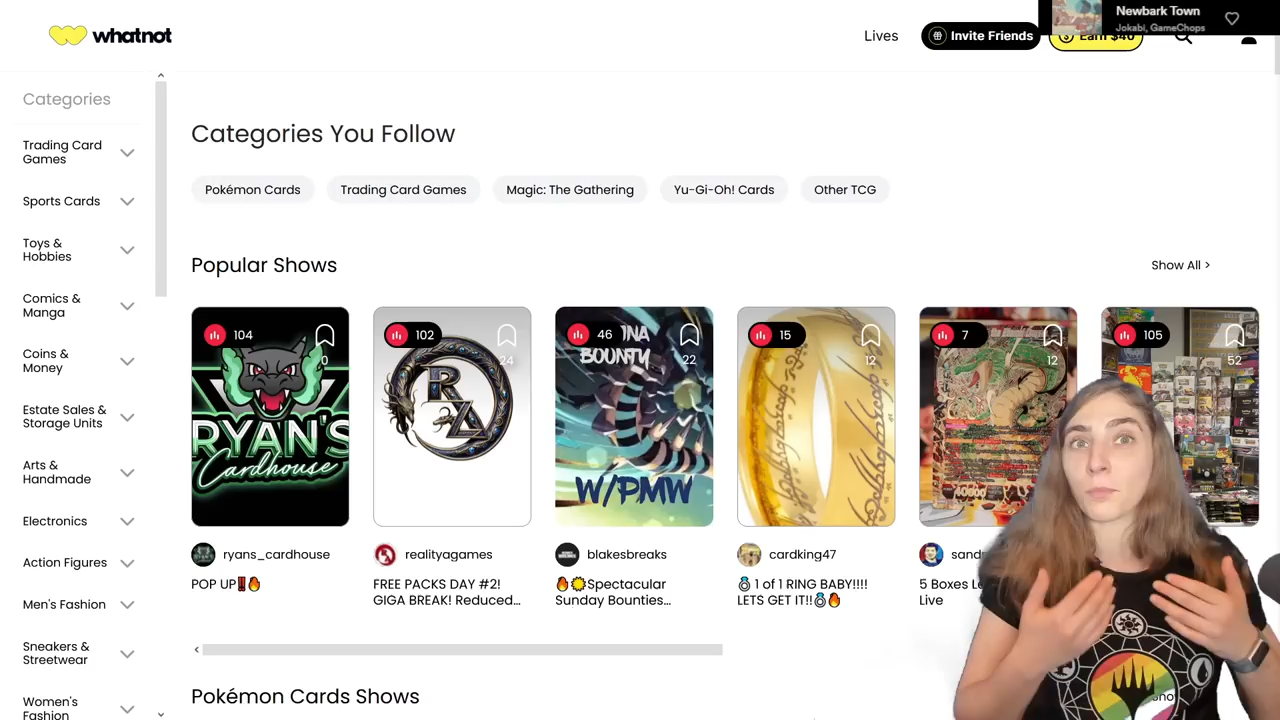 whatnot
Lives
Invite Friends
Earn $40
Newbark Town
Jokabi, GameChops
Categories
Trading Card
Games
Sports Cards
Toys &
Hobbies
Comics &
Manga
Coins &
Money
Estate Sales &
Storage Units
Arts &
Handmade
Electronics
Action Figures
Men's Fashion
Sneakers &
Streetwear
Women's
Fashion
Categories You Follow
Pokémon Cards
Trading Card Games
Magic: The Gathering
Yu-Gi-Oh! Cards
Other TCG
Popular Shows
Show All >
104
0
RYAN'S
Cardhouse
ryans_cardhouse
POP UP‼️🔥
102
24
RZ
realityagames
FREE PACKS DAY #2!
GIGA BREAK! Reduced...
46
22
BOUNTY
W/PMW
blakesbreaks
🔥🌟Spectacular
Sunday Bounties...
15
12
cardking47
💍 1 of 1 RING BABY!!!!
LETS GET IT!!💍🔥
7
12
5 Boxes
Live
105
52
Pokémon Cards Shows